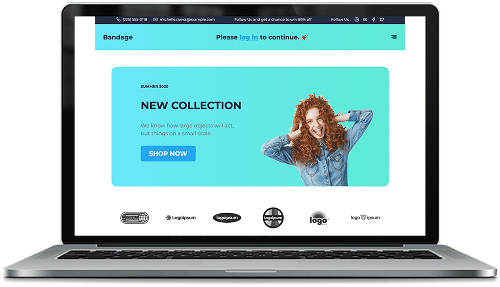 (225) 555-0118 michelle.rivera@example.com Follow Us and get a chance to win 80% off Follow Us :
Bandage Please log in to continue. 🚀
SUMMER 2020
NEW COLLECTION
We know how large objects will act,
but things on a small scale.
SHOP NOW
logoipsum logoipsum logo logo ipsum